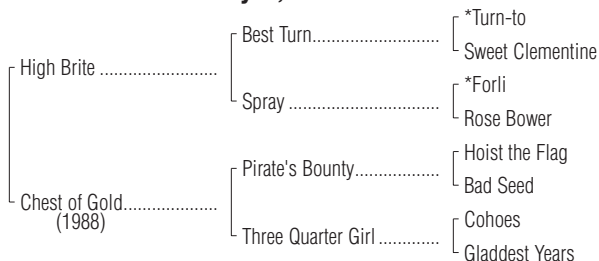 Best Turn
*Turn-to
Sweet Clementine
High Brite
Spray
*Forli
Rose Bower
Pirate's Bounty
Hoist the Flag
Bad Seed
Chest of Gold
(1988)
Three Quarter Girl
Cohoes
Gladdest Years